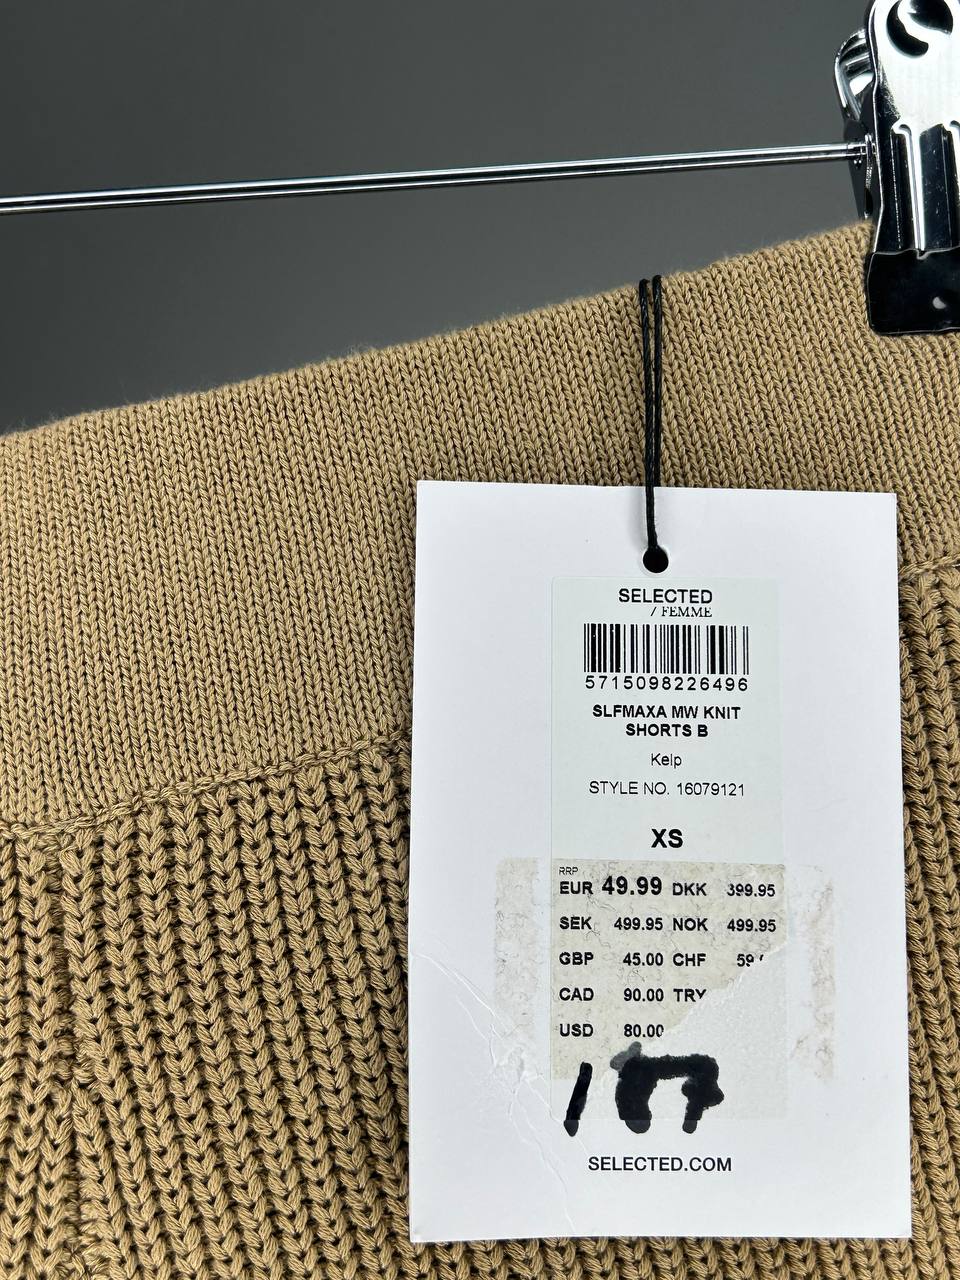 SELECTED
/ FEMME
5715098226496
SLFMAXA MW KNIT
SHORTS B
Kelp
STYLE NO. 16079121
XS
RRP
EUR 49.99 DKK 399.95
SEK 499.95 NOK 499.95
GBP 45.00 CHF 59
CAD 90.00 TRY
USD 80.00
SELECTED.COM